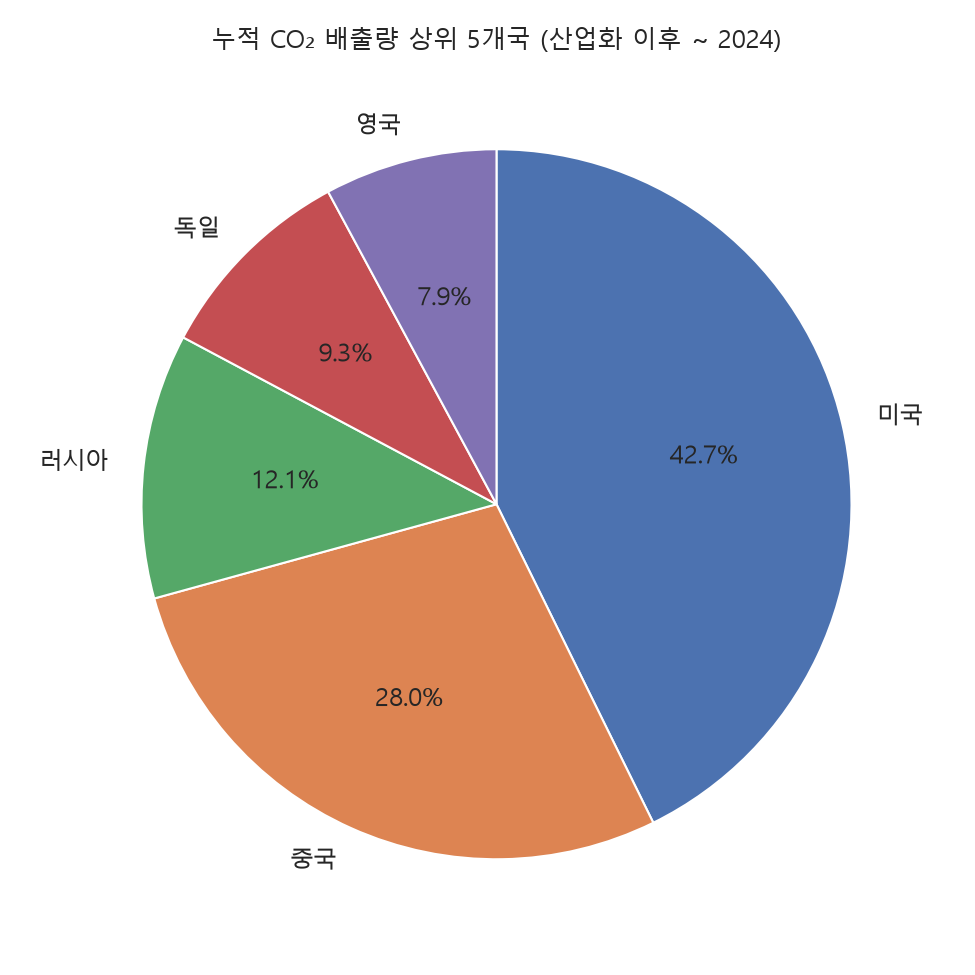 누적 CO₂ 배출량 상위 5개국 (산업화 이후 ~ 2024)
영국
독일
7.9%
9.3%
미국
42.7%
러시아
12.1%
28.0%
중국